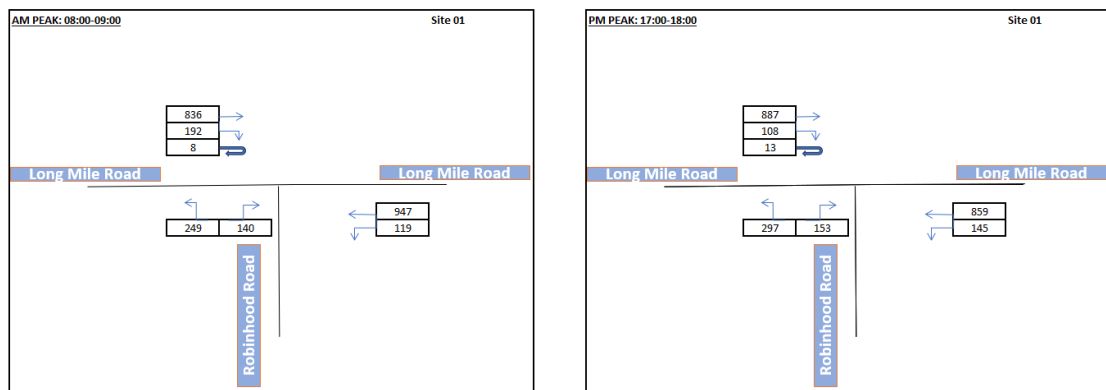 AM PEAK: 08:00-09:00 Site 01
836
192
8
Long Mile Road Long Mile Road
249 140
947
119
Robinhood Road
PM PEAK: 17:00-18:00 Site 01
887
108
13
Long Mile Road Long Mile Road
297 153
859
145
Robinhood Road